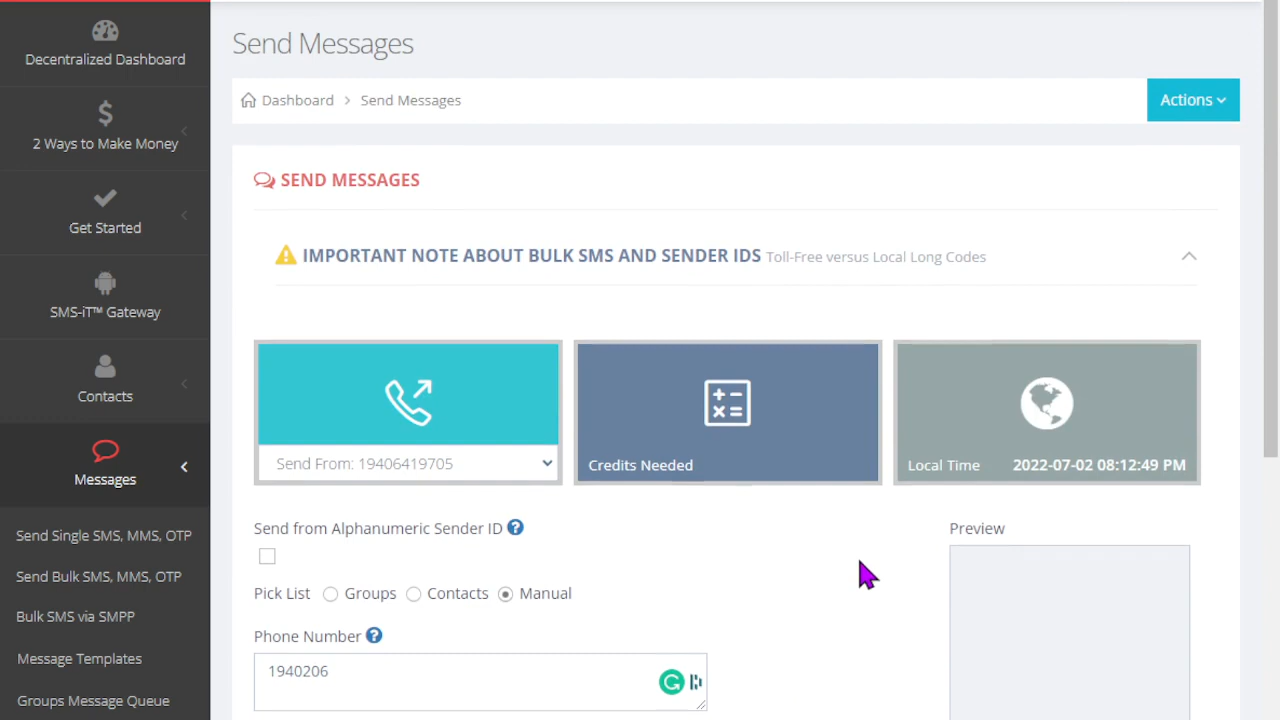 Decentralized Dashboard
2 Ways to Make Money
Get Started
SMS-iT™ Gateway
Contacts
Messages
Send Single SMS, MMS, OTP
Send Bulk SMS, MMS, OTP
Bulk SMS via SMPP
Message Templates
Groups Message Queue
Send Messages
Dashboard > Send Messages
Actions
SEND MESSAGES
IMPORTANT NOTE ABOUT BULK SMS AND SENDER IDS Toll-Free versus Local Long Codes
Send From: 19406419705
Credits Needed
Local Time 2022-07-02 08:12:49 PM
Send from Alphanumeric Sender ID ?
Preview
Pick List Groups Contacts Manual
Phone Number ?
1940206